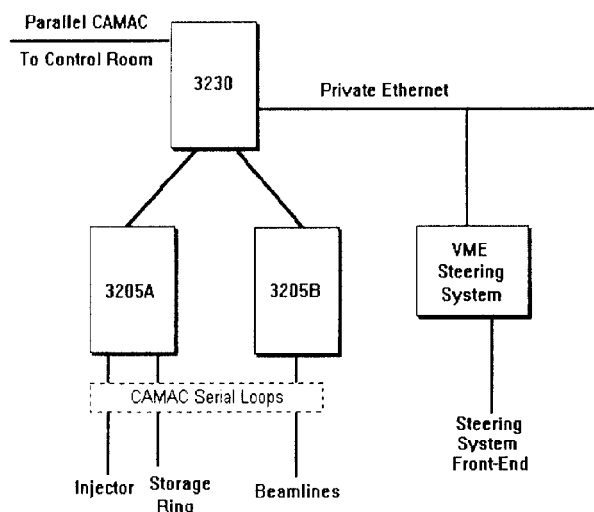 Parallel CAMAC
To Control Room
3230
Private Ethernet
3205A
3205B
VME
Steering
System
CAMAC Serial Loops
Injector
Storage
Ring
Beamlines
Steering
System
Front-End